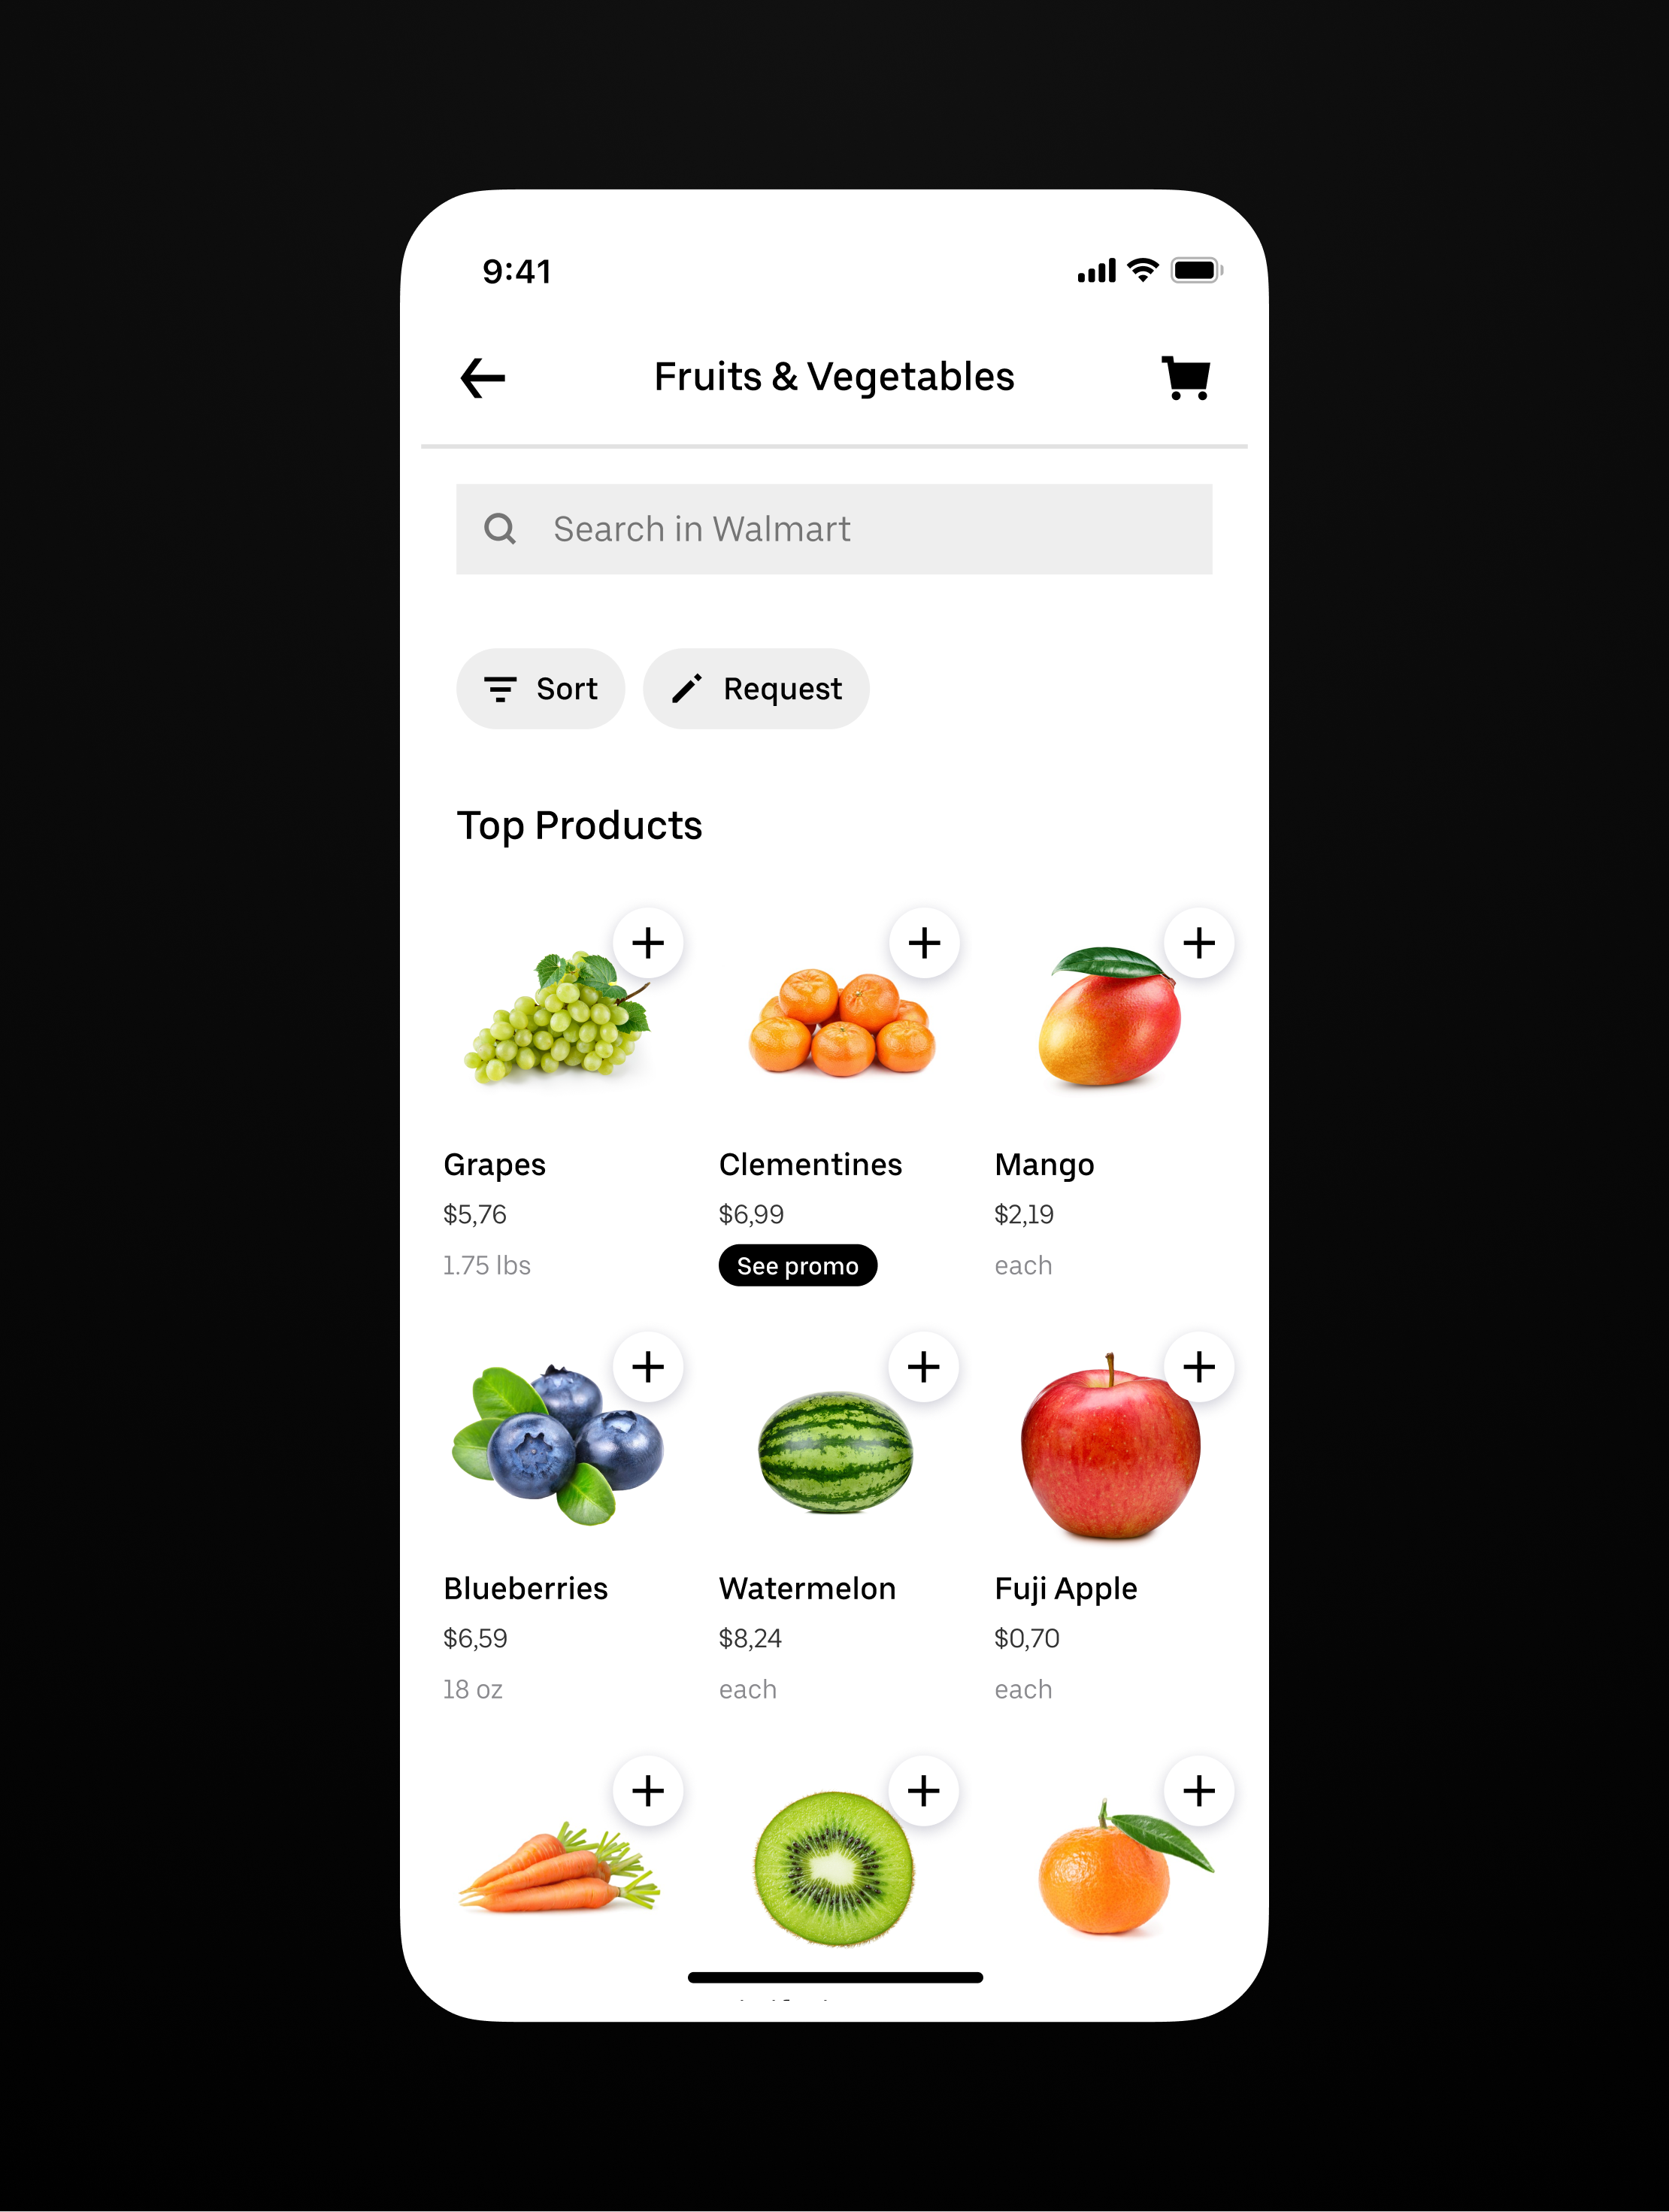 9:41
Fruits & Vegetables
Search in Walmart
Sort
Request
Top Products
Grapes
$5,76
1.75 lbs
Clementines
$6,99
See promo
Mango
$2,19
each
Blueberries
$6,59
18 oz
Watermelon
$8,24
each
Fuji Apple
$0,70
each